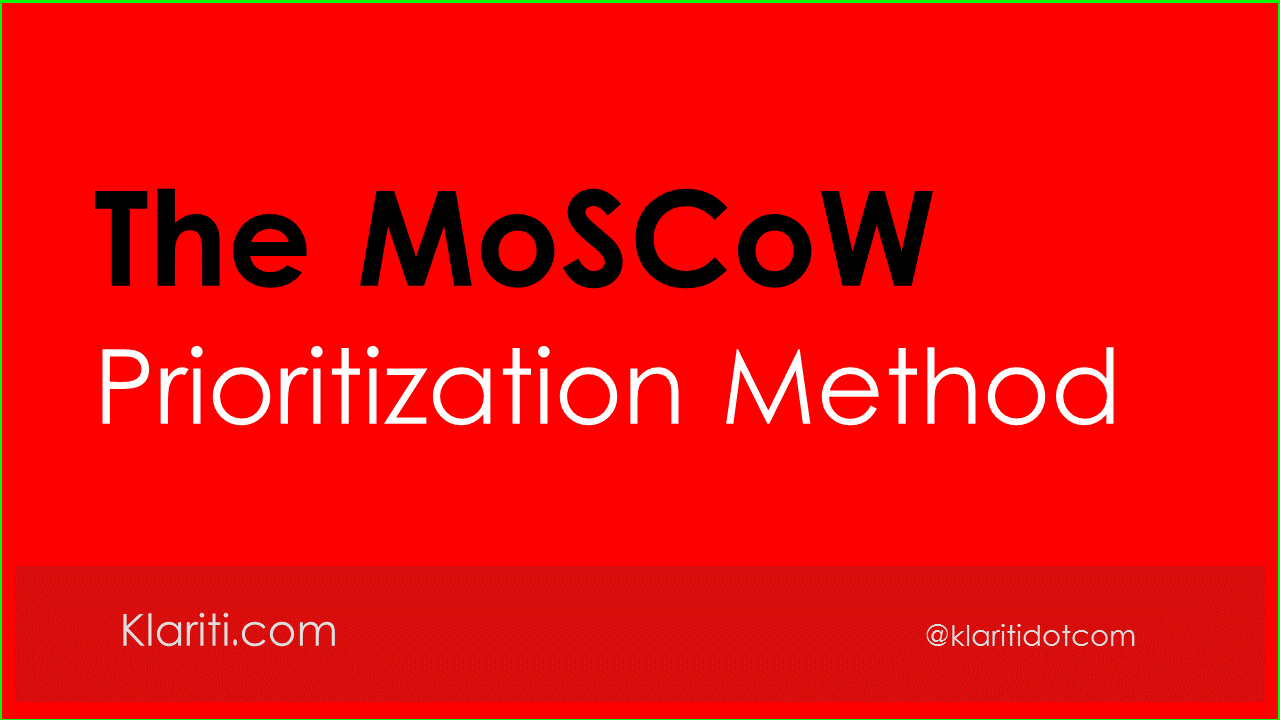 The MoSCoW
Prioritization Method
Klariti.com
@klaritidotcom